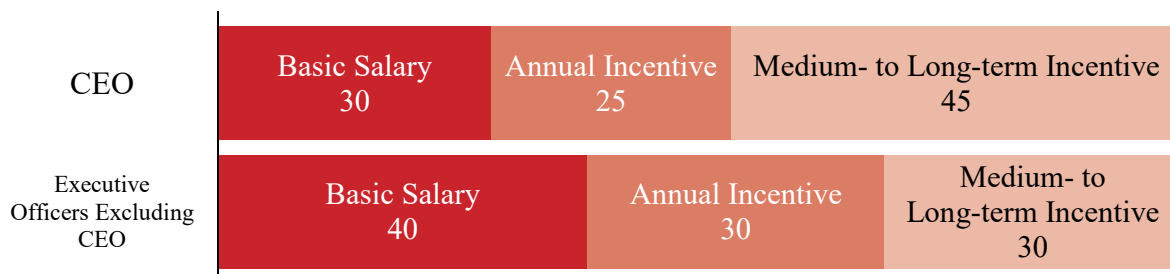 CEO
Basic Salary
30
Annual Incentive
25
Medium- to Long-term Incentive
45
Executive
Officers Excluding
CEO
Basic Salary
40
Annual Incentive
30
Medium- to
Long-term Incentive
30